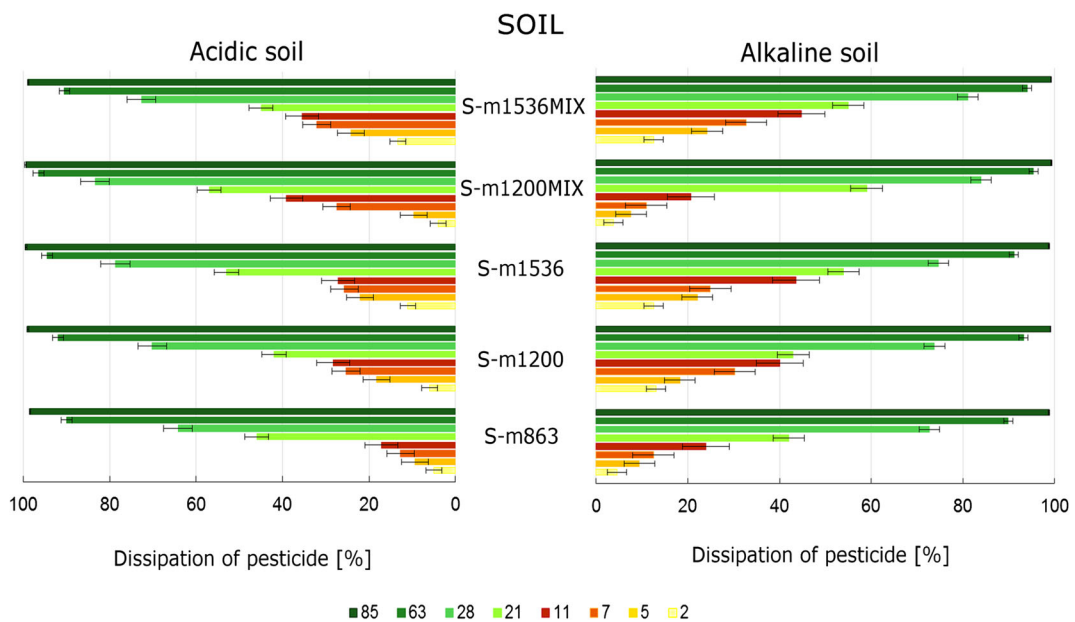 SOIL
Acidic soil
Alkaline soil
S-m1536MIX
S-m1200MIX
S-m1536
S-m1200
S-m863
100 80 60 40 20 0
0 20 40 60 80 100
Dissipation of pesticide [%]
Dissipation of pesticide [%]
85 63 28 21 11 7 5 2